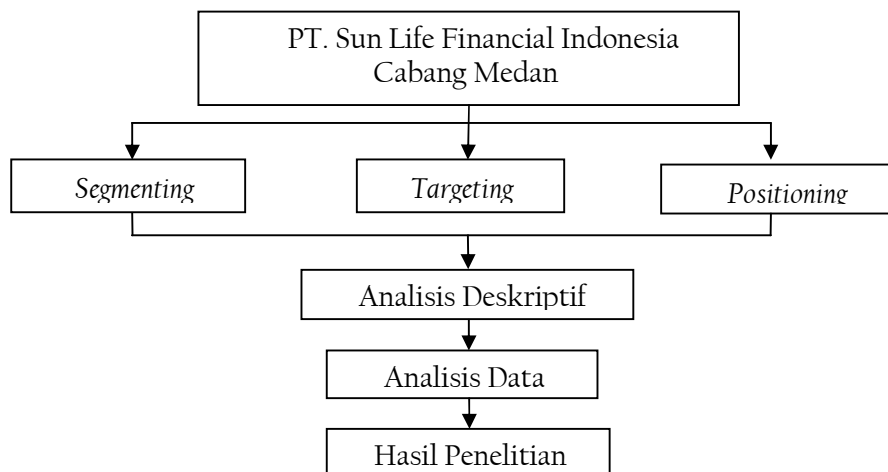 PT. Sun Life Financial Indonesia
Cabang Medan
Segmenting
Targeting
Positioning
Analisis Deskriptif
Analisis Data
Hasil Penelitian